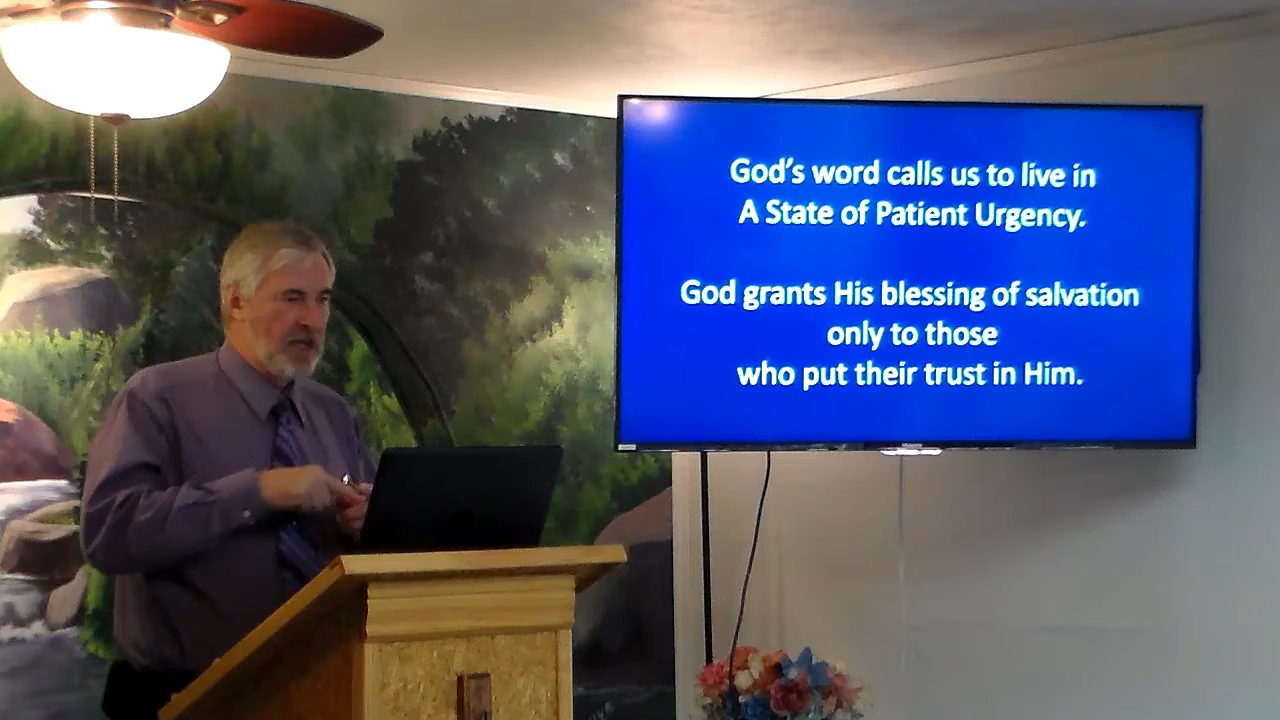 God's word calls us to live in
A State of Patient Urgency.
God grants His blessing of salvation
only to those
who put their trust in Him.